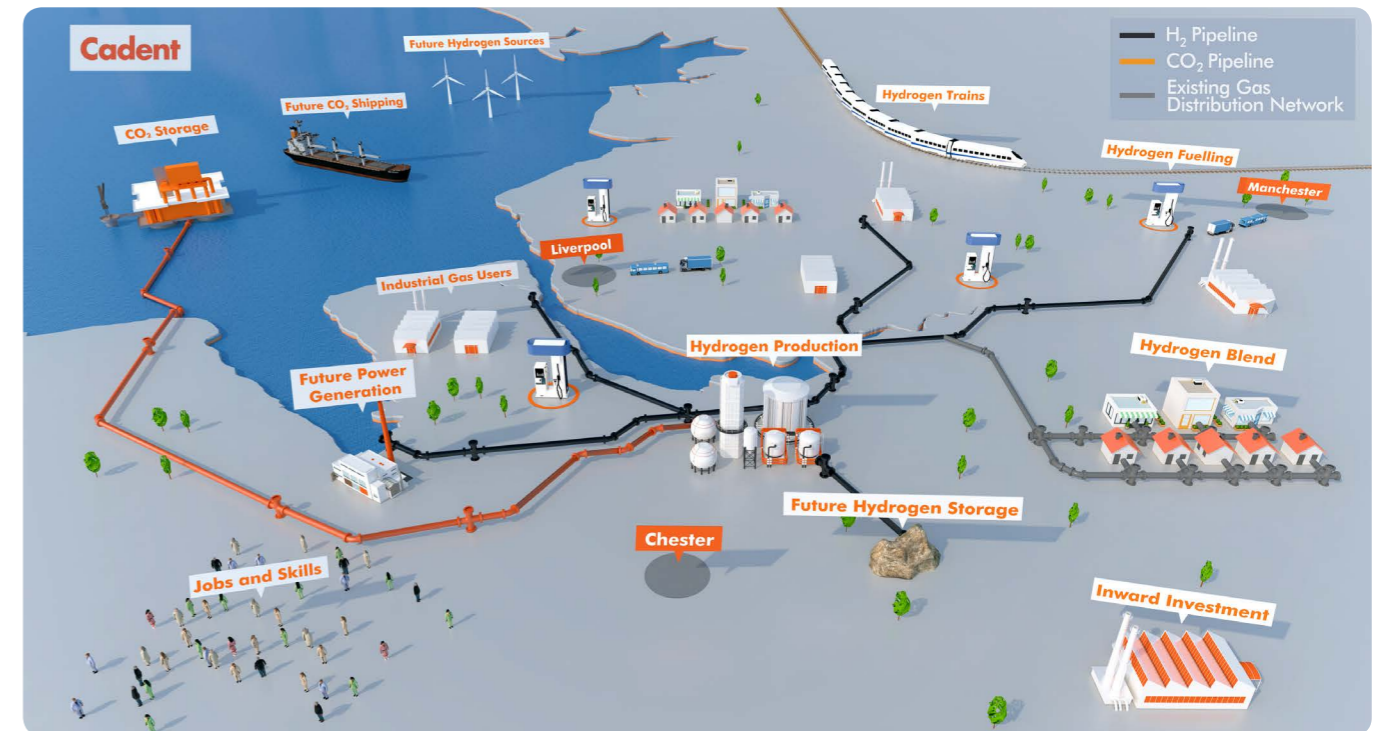 Cadent
Future Hydrogen Sources
H₂ Pipeline
CO₂ Pipeline
Existing Gas
Distribution Network
Future CO₂ Shipping
Hydrogen Trains
CO₂ Storage
Hydrogen Fuelling
Manchester
Liverpool
Industrial Gas Users
Hydrogen Production
Hydrogen Blend
Future Power
Generation
Future Hydrogen Storage
Chester
Jobs and Skills
Inward Investment